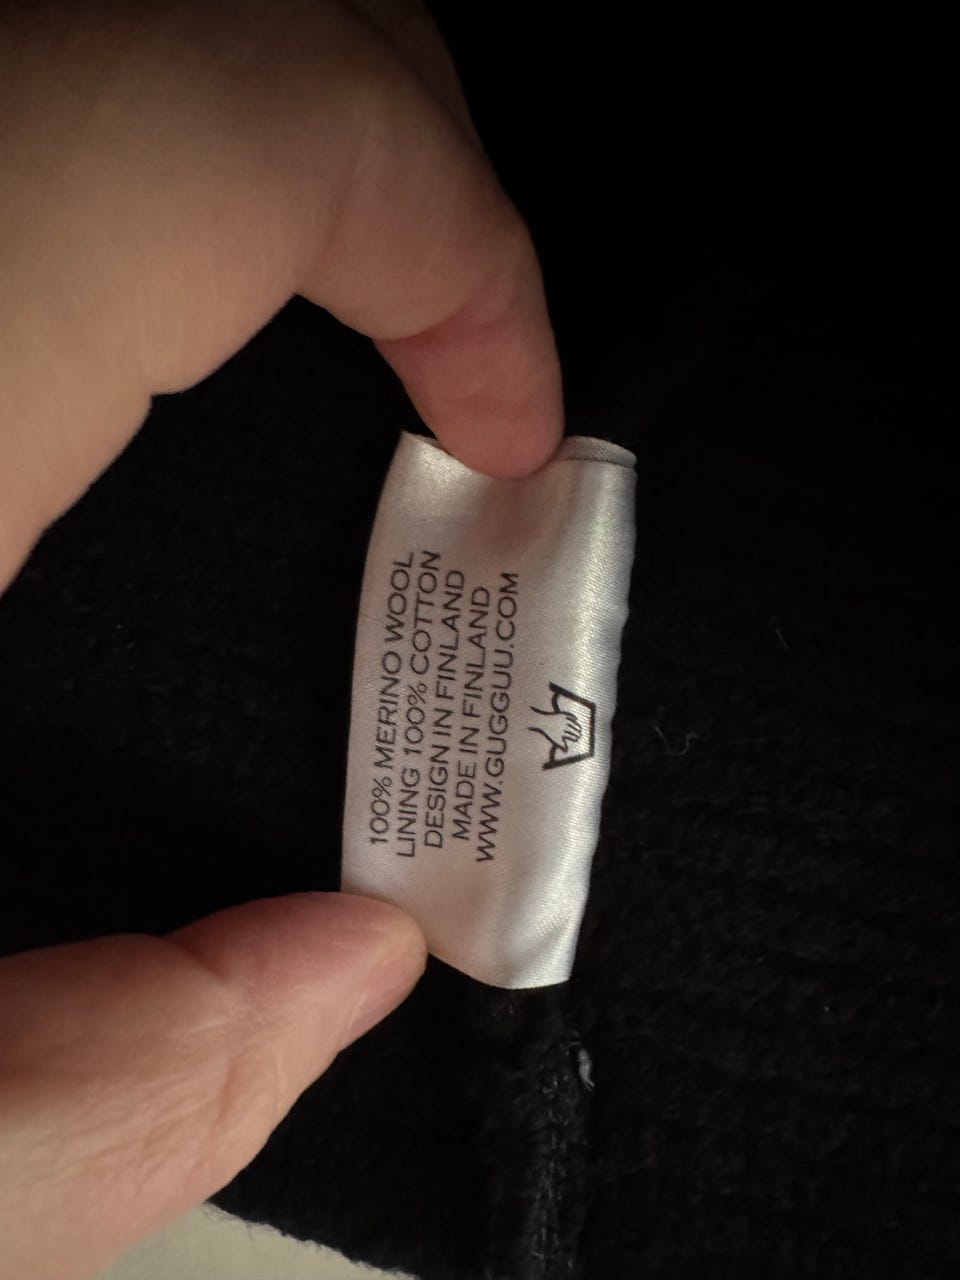 100% MERINO WOOL
LINING 100% COTTON
DESIGN IN FINLAND
MADE IN FINLAND
WWW.GUGGUU.COM